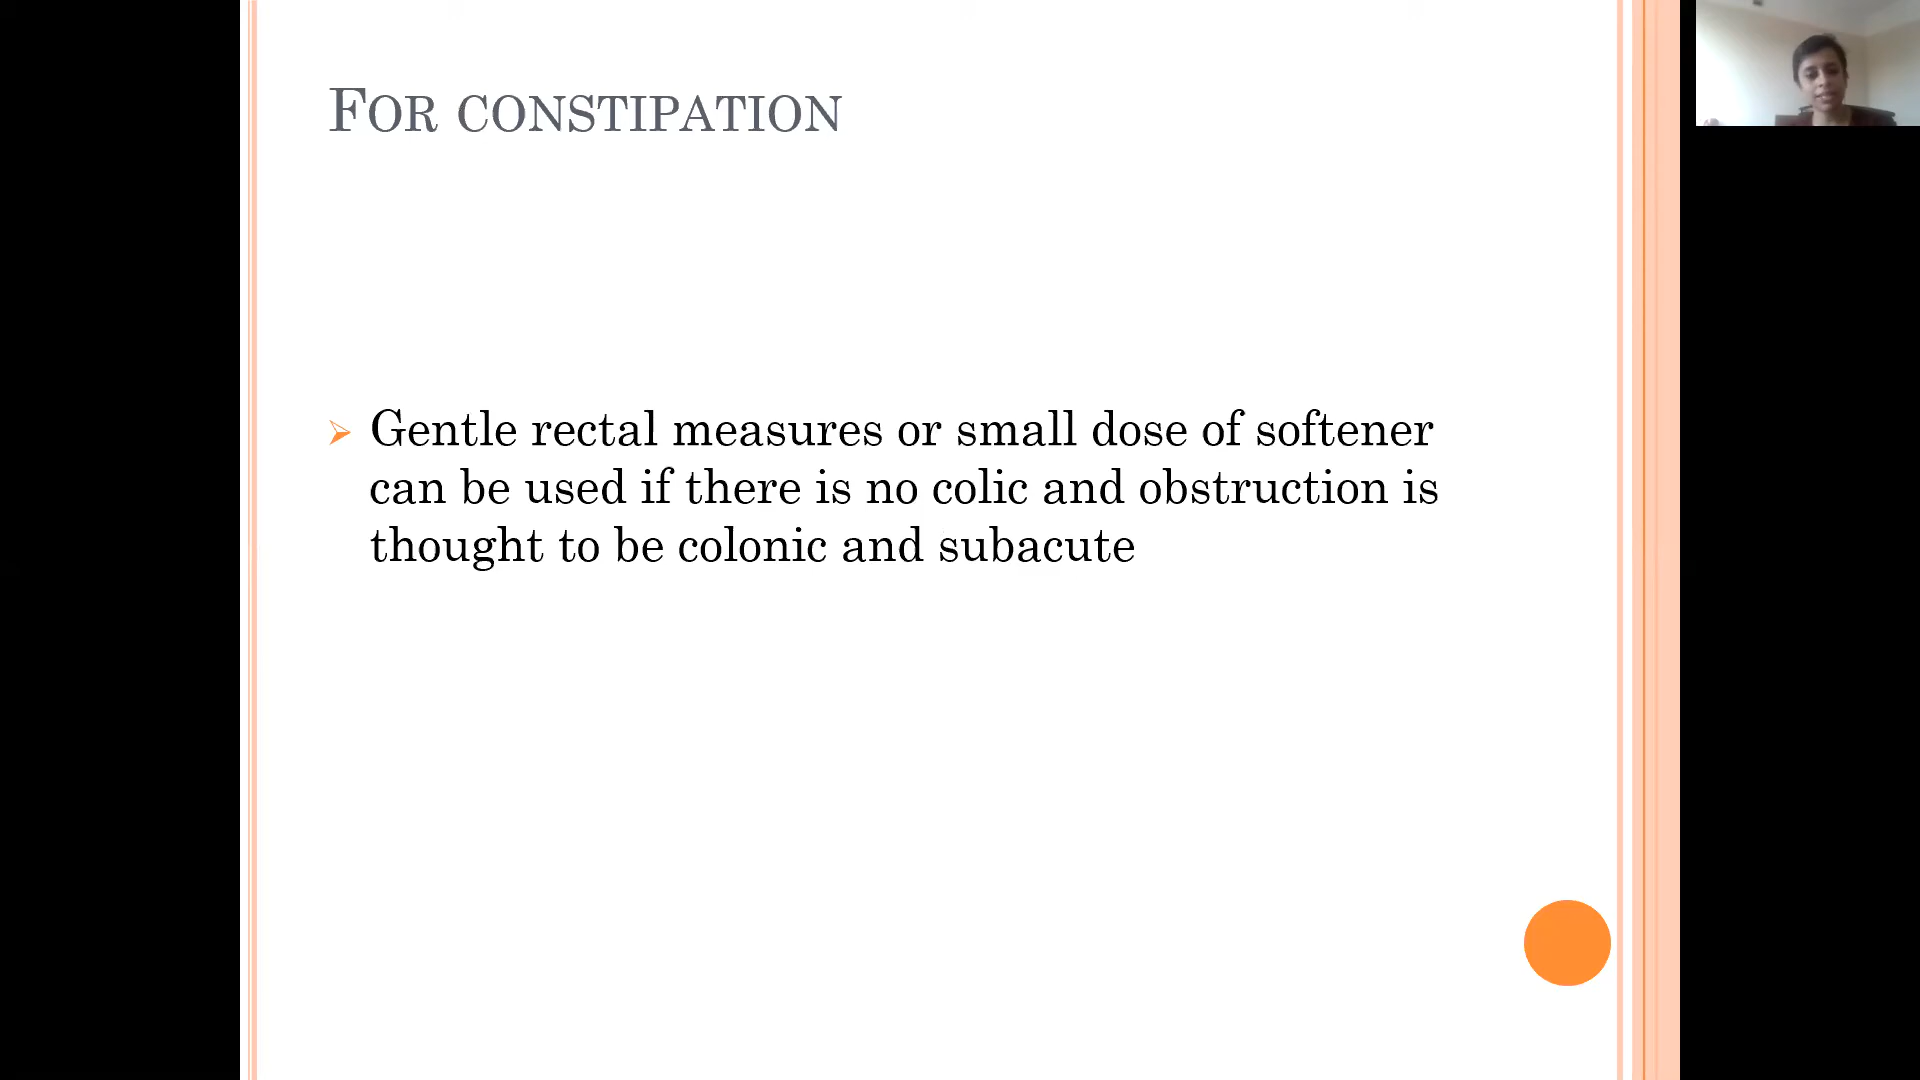 FOR CONSTIPATION
Gentle rectal measures or small dose of softener
can be used if there is no colic and obstruction is
thought to be colonic and subacute